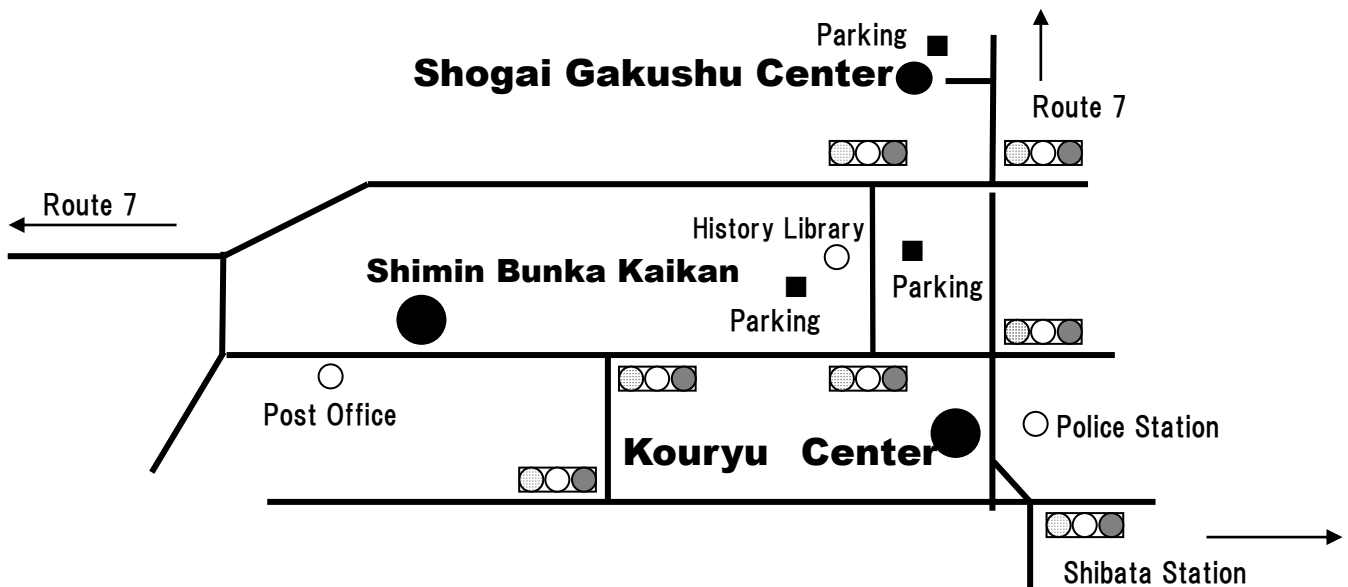 Parking
Shogai Gakushu Center
Route 7
Route 7
History Library
Shimin Bunka Kaikan
Parking
Parking
Post Office
Police Station
Kouryu Center
Shibata Station